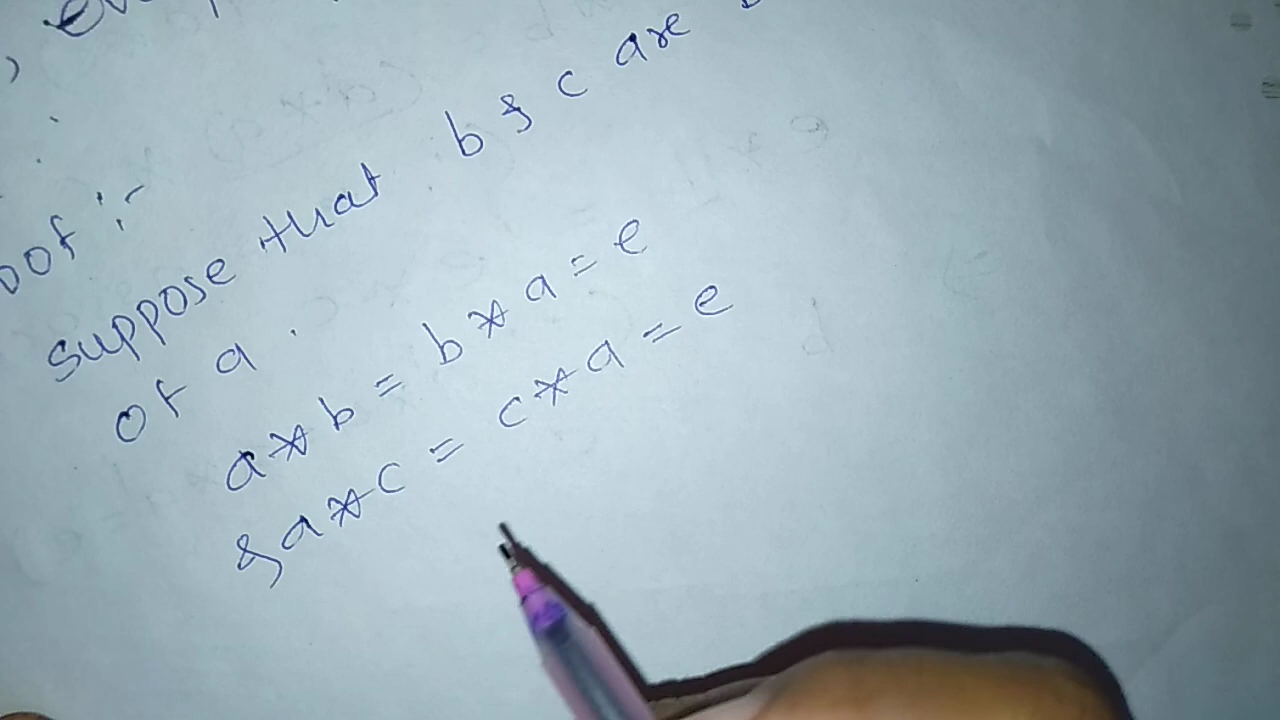 oof :-
suppose that b & c are
of a .
a * b = b * a = e
& a * c = c * a = e